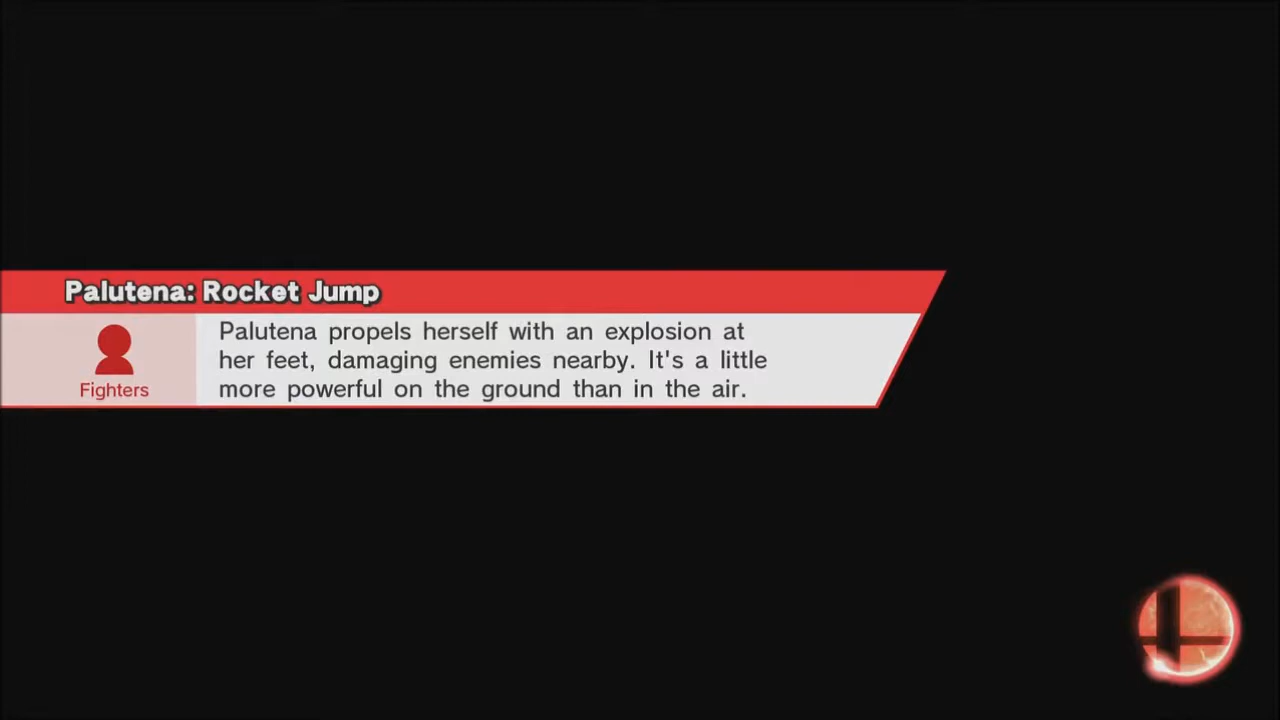 Palutena: Rocket Jump
Palutena propels herself with an explosion at
her feet, damaging enemies nearby. It's a little
more powerful on the ground than in the air.
Fighters